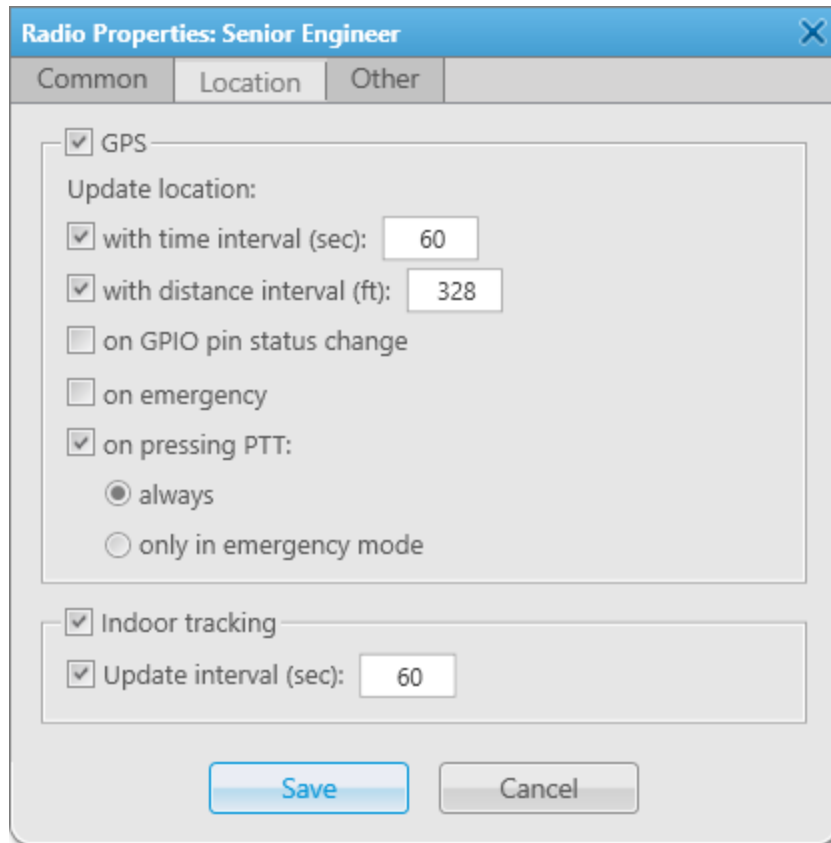 Radio Properties: Senior Engineer
Common Location Other
GPS
Update location:
with time interval (sec): 60
with distance interval (ft): 328
on GPIO pin status change
on emergency
on pressing PTT:
always
only in emergency mode
Indoor tracking
Update interval (sec): 60
Save Cancel